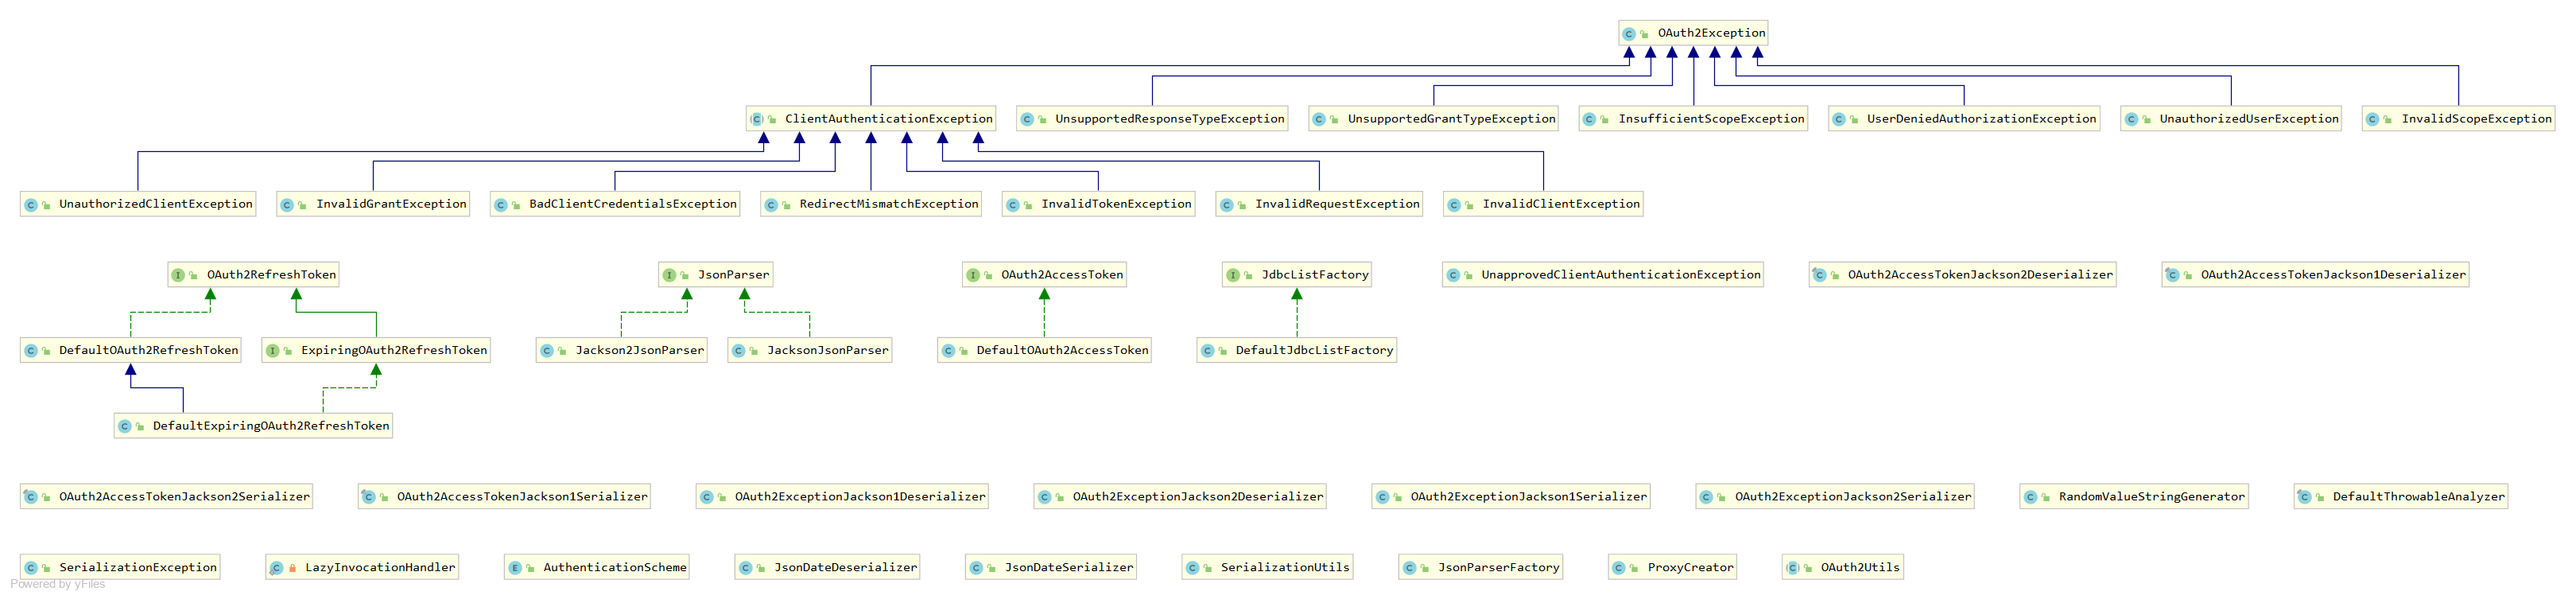 OAuth2Exception
ClientAuthenticationException UnsupportedResponseTypeException UnsupportedGrantTypeException InsufficientScopeException UserDeniedAuthorizationException UnauthorizedUserException InvalidScopeException
UnauthorizedClientException InvalidGrantException BadClientCredentialsException RedirectMismatchException InvalidTokenException InvalidRequestException InvalidClientException
OAuth2RefreshToken JsonParser OAuth2AccessToken JdbcListFactory UnapprovedClientAuthenticationException OAuth2AccessTokenJackson2Deserializer OAuth2AccessTokenJackson1Deserializer
DefaultOAuth2RefreshToken ExpiringOAuth2RefreshToken Jackson2JsonParser JacksonJsonParser DefaultOAuth2AccessToken DefaultJdbcListFactory
DefaultExpiringOAuth2RefreshToken
OAuth2AccessTokenJackson2Serializer OAuth2AccessTokenJackson1Serializer OAuth2ExceptionJackson1Deserializer OAuth2ExceptionJackson2Deserializer OAuth2ExceptionJackson1Serializer OAuth2ExceptionJackson2Serializer RandomValueStringGenerator DefaultThrowableAnalyzer
SerializationException LazyInvocationHandler AuthenticationScheme JsonDateDeserializer JsonDateSerializer SerializationUtils JsonParserFactory ProxyCreator OAuth2Utils
Powered by yFiles